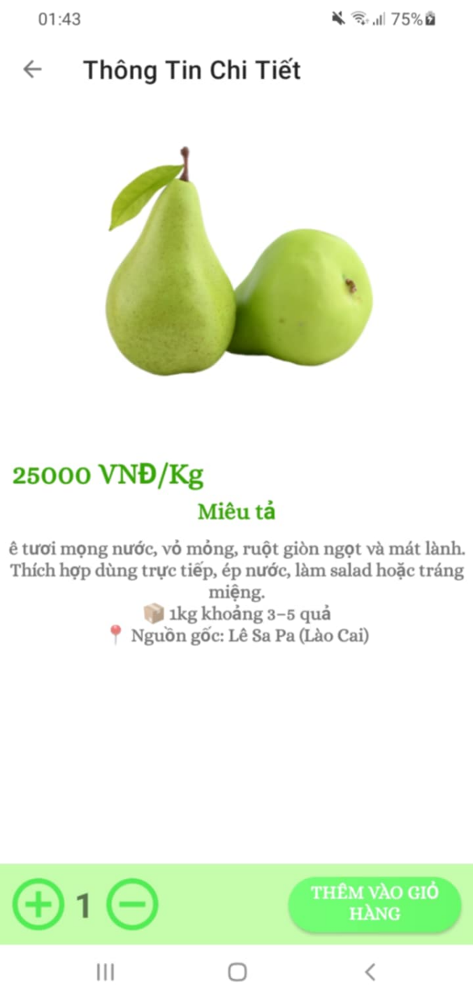 01:43
75%
Thông Tin Chi Tiết
25000 VNĐ/Kg
Miêu tả
ê tươi mọng nước, vỏ mỏng, ruột giòn ngọt và mát lành.
Thích hợp dùng trực tiếp, ép nước, làm salad hoặc tráng
miệng.
📦 1kg khoảng 3–5 quả
📍 Nguồn gốc: Lê Sa Pa (Lào Cai)
1
THÊM VÀO GIỎ
HÀNG